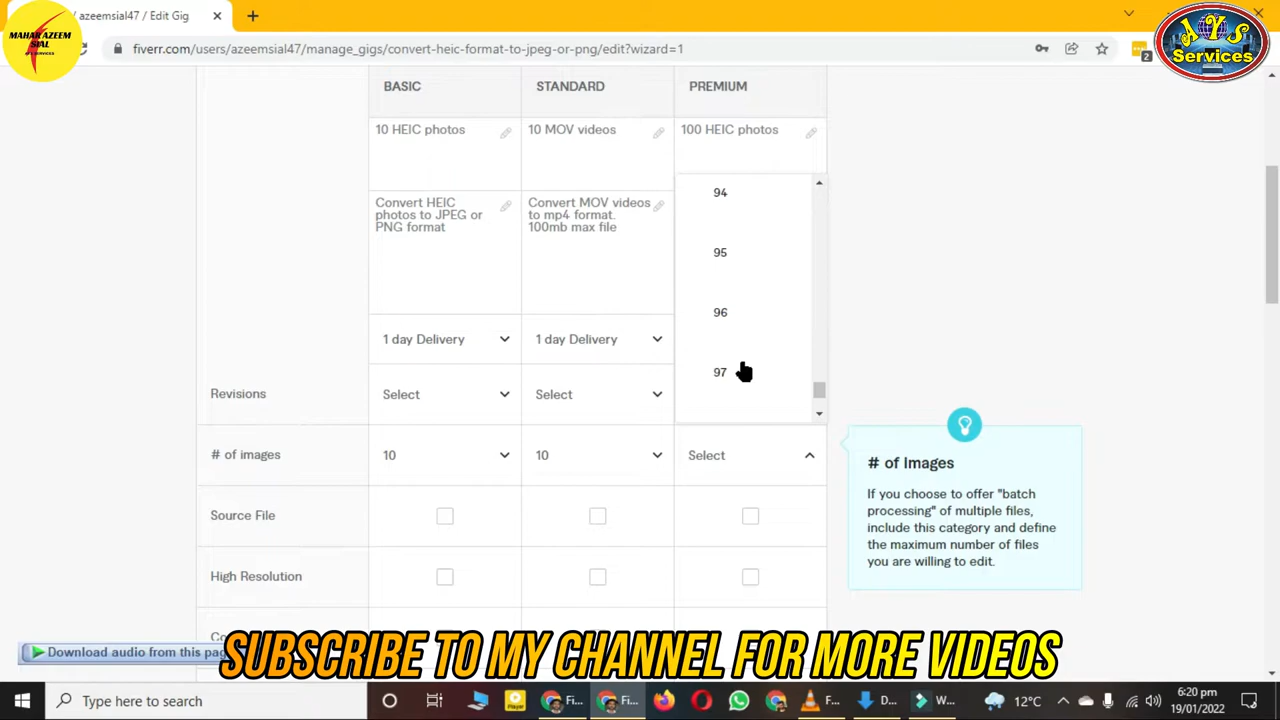 / azeemsial47 / Edit Gig
MAHAR AZEEM
SIAL
AYS
Services
fiverr.com/users/azeemsial47/manage_gigs/convert-heic-format-to-jpeg-or-png/edit?wizard=1
2
BASIC
STANDARD
PREMIUM
10 HEIC photos
10 MOV videos
100 HEIC photos
Convert HEIC
photos to JPEG or
PNG format
Convert MOV videos
to mp4 format.
100mb max file
94
95
96
97
1 day Delivery
1 day Delivery
Revisions
Select
Select
# of images
10
10
Select
# of Images
If you choose to offer "batch
processing" of multiple files,
include this category and define
the maximum number of files
you are willing to edit.
Source File
High Resolution
Download audio from this pag
SUBSCRIBE TO MY CHANNEL FOR MORE VIDEOS
Type here to search
Fi...
Fi...
F...
D...
W...
12°C
6:20 pm
19/01/2022